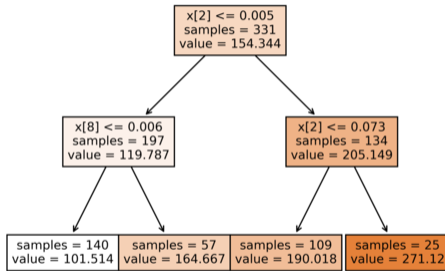 x[2] <= 0.005
samples = 331
value = 154.344
x[8] <= 0.006
samples = 197
value = 119.787
x[2] <= 0.073
samples = 134
value = 205.149
samples = 140
value = 101.514
samples = 57
value = 164.667
samples = 109
value = 190.018
samples = 25
value = 271.12